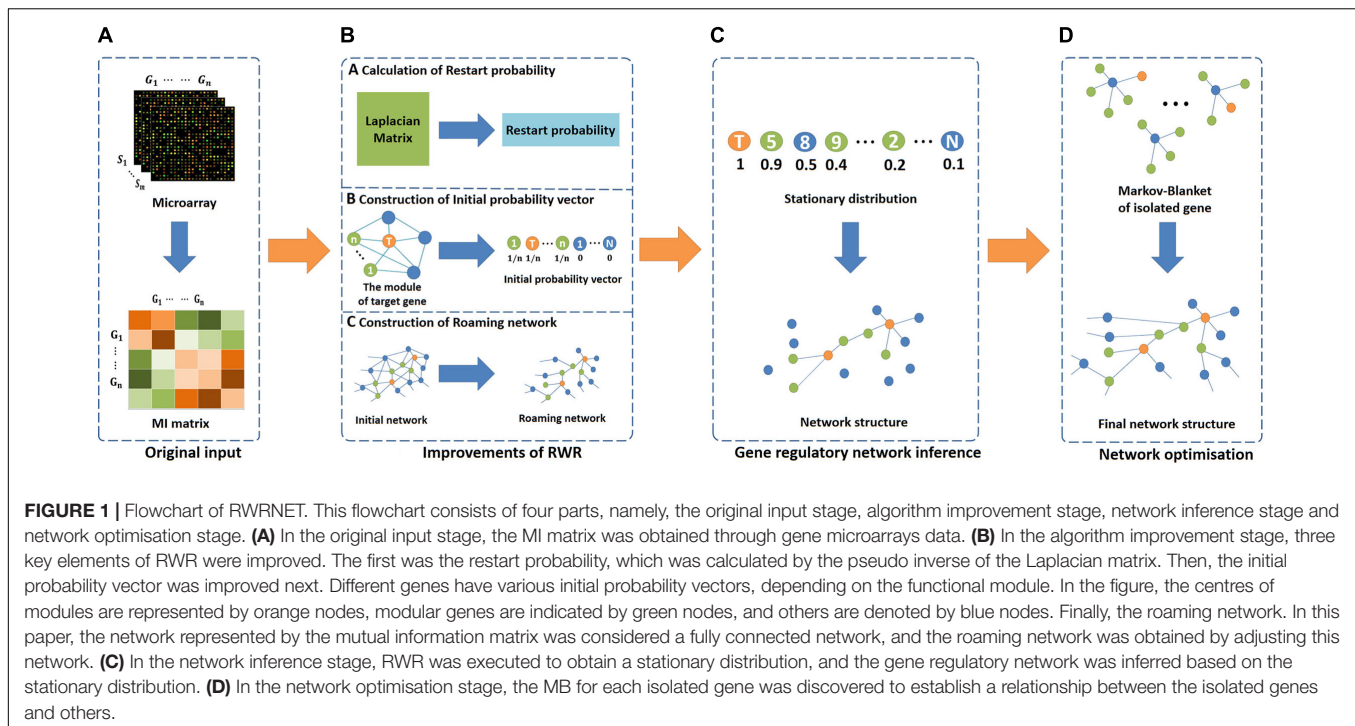 A
B
C
D
G₁ ⋯ ⋯ Gₙ
S₁
⋱
Sₘ
Microarray
G₁ ⋯ ⋯ Gₙ
G₁
⋮
⋮
Gₙ
MI matrix
Original input
A Calculation of Restart probability
Laplacian
Matrix
Restart probability
B Construction of Initial probability vector
n
T
1
The module
of target gene
1 T ⋯ n 1 ⋯ N
1/n 1/n 1/n 0 0
Initial probability vector
C Construction of Roaming network
Initial network
Roaming network
Improvements of RWR
T 5 8 9 ⋯ 2 ⋯ N
1 0.9 0.5 0.4 0.2 0.1
Stationary distribution
Network structure
Gene regulatory network inference
Markov-Blanket
of isolated gene
Final network structure
Network optimisation
FIGURE 1 | Flowchart of RWRNET. This flowchart consists of four parts, namely, the original input stage, algorithm improvement stage, network inference stage and
network optimisation stage. (A) In the original input stage, the MI matrix was obtained through gene microarrays data. (B) In the algorithm improvement stage, three
key elements of RWR were improved. The first was the restart probability, which was calculated by the pseudo inverse of the Laplacian matrix. Then, the initial
probability vector was improved next. Different genes have various initial probability vectors, depending on the functional module. In the figure, the centres of
modules are represented by orange nodes, modular genes are indicated by green nodes, and others are denoted by blue nodes. Finally, the roaming network. In this
paper, the network represented by the mutual information matrix was considered a fully connected network, and the roaming network was obtained by adjusting this
network. (C) In the network inference stage, RWR was executed to obtain a stationary distribution, and the gene regulatory network was inferred based on the
stationary distribution. (D) In the network optimisation stage, the MB for each isolated gene was discovered to establish a relationship between the isolated genes
and others.